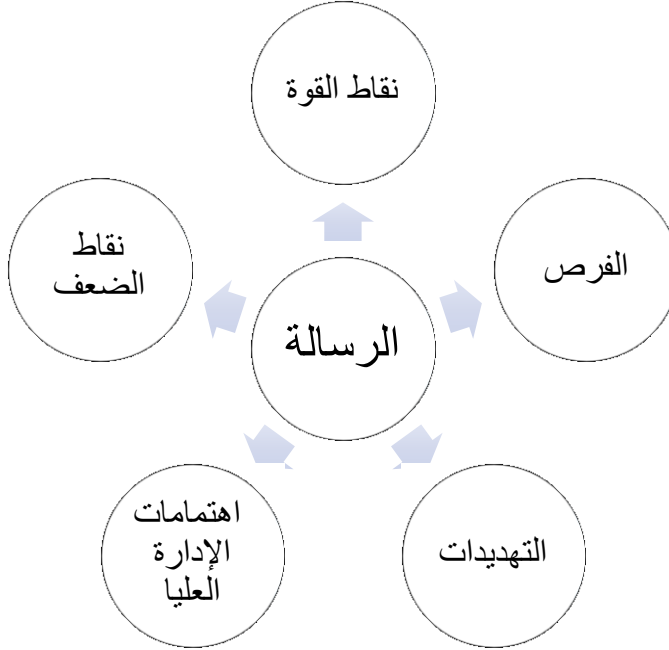 نقاط القوة
الفرص
نقاط
الضعف
الرسالة
التهديدات
اهتمامات
الإدارة
العليا